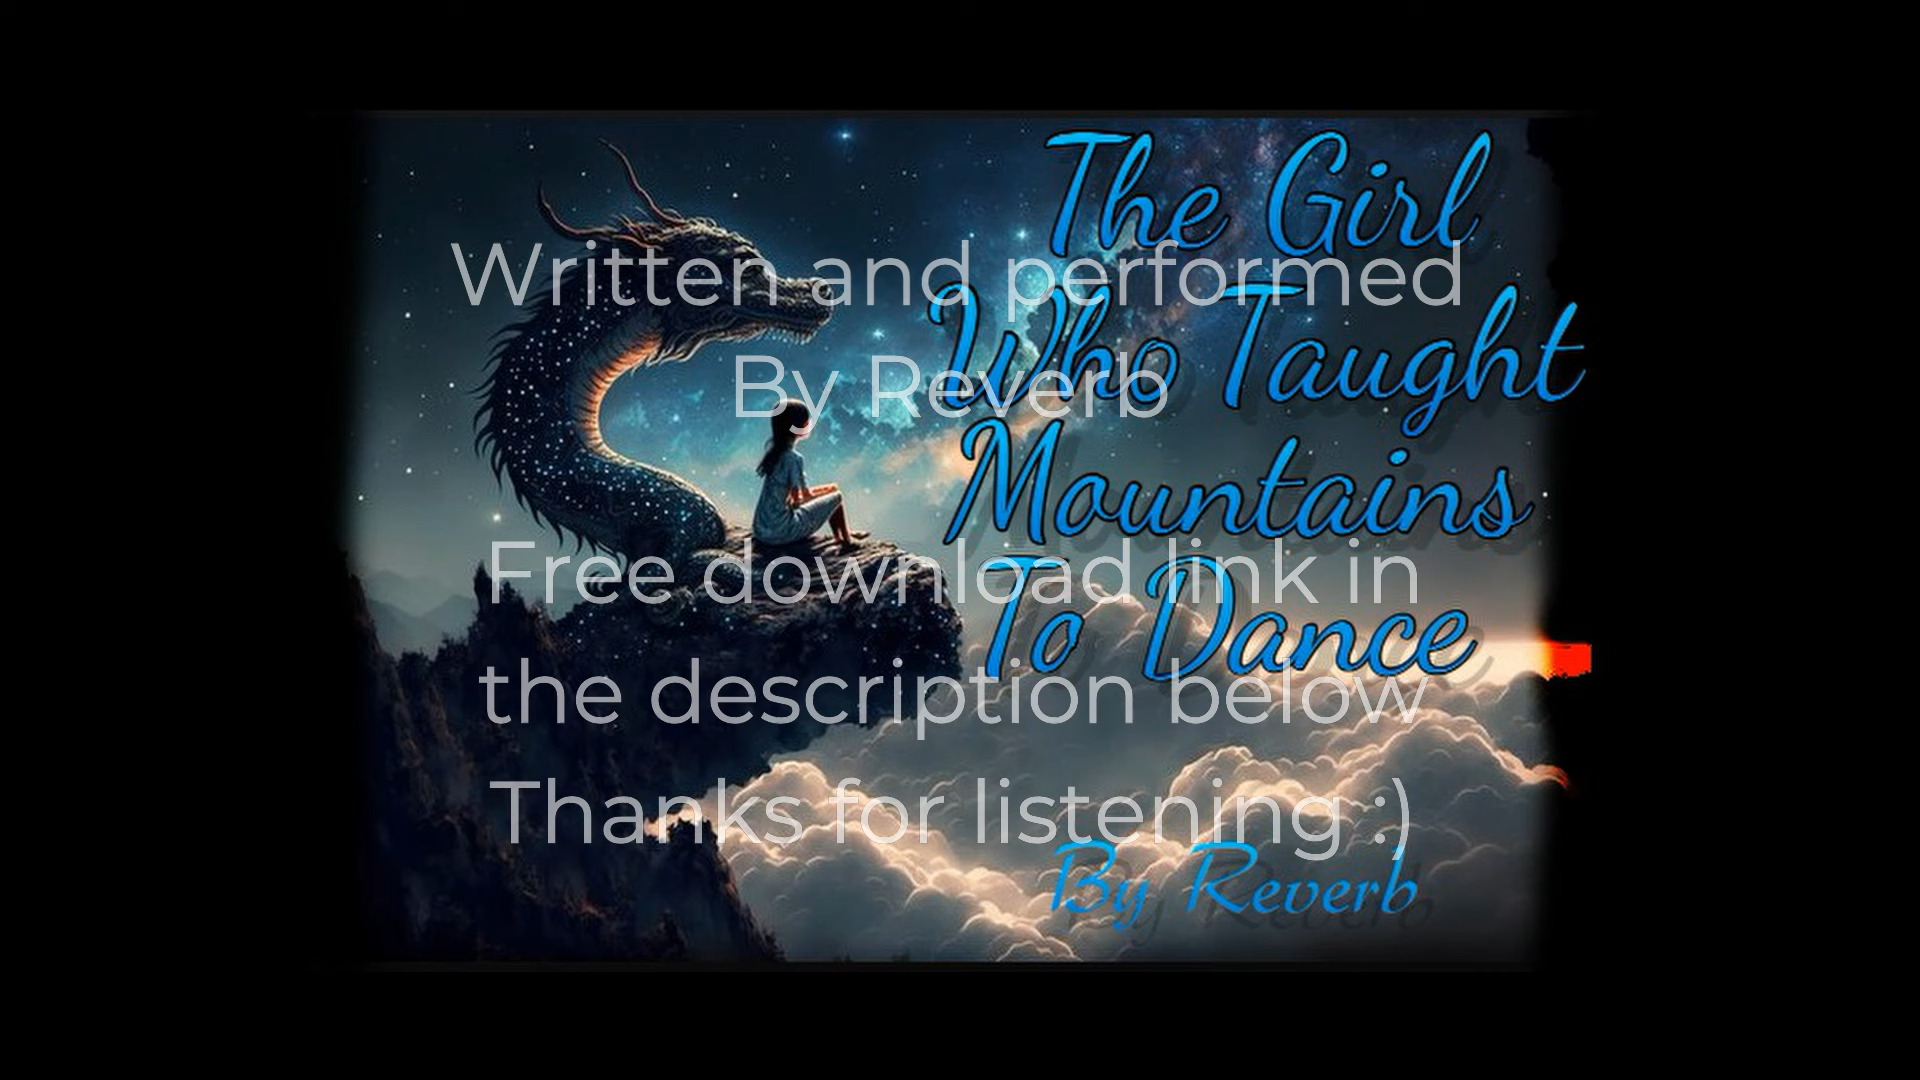 The Girl
Who Taught
Mountains
To Dance
By Reverb
Written and performed
By Reverb
Free download link in
the description below
Thanks for listening :)